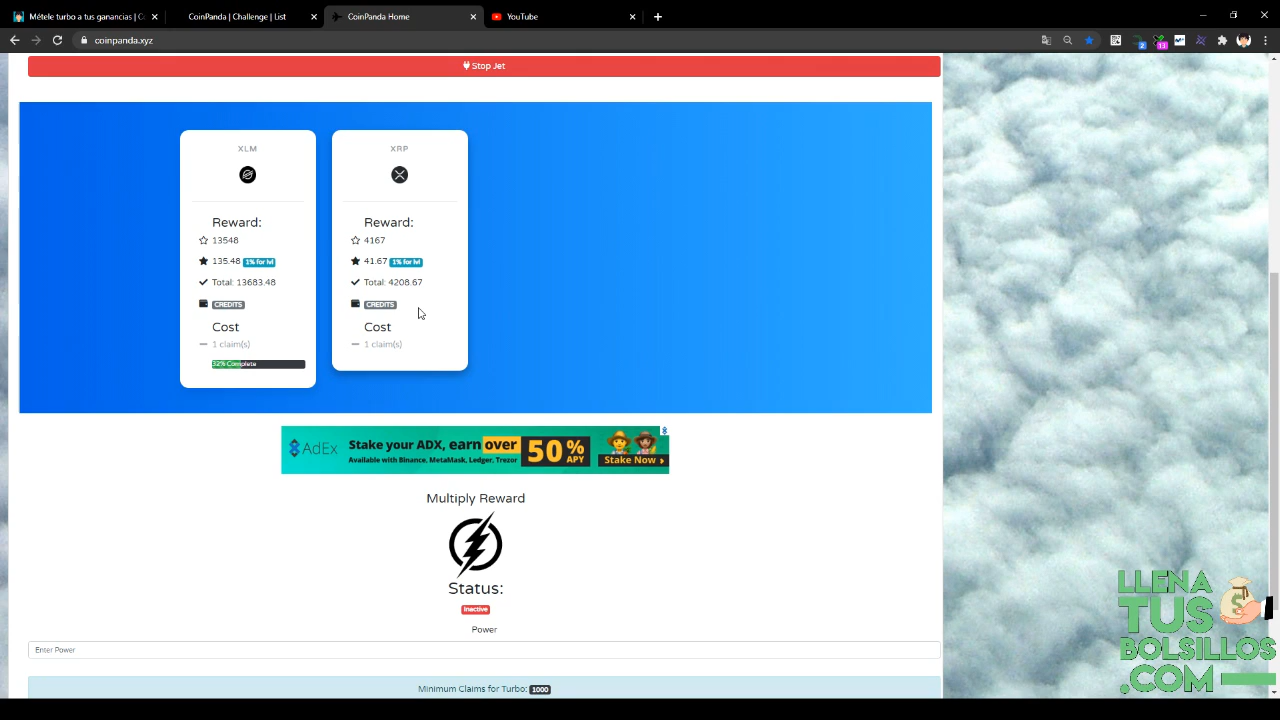 Métele turbo a tus ganancias | C
CoinPanda | Challenge | List
CoinPanda Home
YouTube
coinpanda.xyz
2
13
Stop Jet
XLM
XRP
Reward:
Reward:
13548
4167
135.48 1% for lvl
41.67 1% for lvl
Total: 13683.48
Total: 4208.67
CREDITS
CREDITS
Cost
Cost
1 claim(s)
1 claim(s)
32% Complete
AdEx
Stake your ADX, earn over
Available with Binance, MetaMask, Ledger, Trezor
50% APY
Stake Now
Multiply Reward
Status:
Inactive
Power
Enter Power
Minimum Claims for Turbo: 1000
LLENA
TUS
BOLSILLOS
.COM